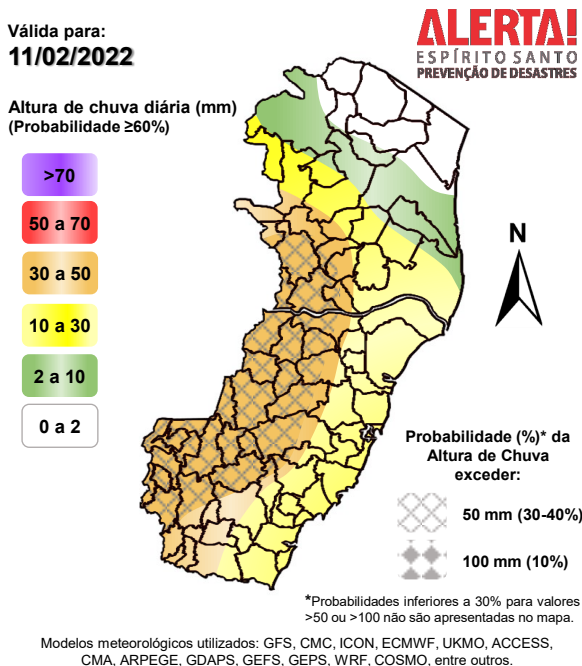 Válida para:
11/02/2022
ALERTA!
ESPÍRITO SANTO
PREVENÇÃO DE DESASTRES
Altura de chuva diária (mm)
(Probabilidade ≥60%)
>70
50 a 70
30 a 50
10 a 30
2 a 10
0 a 2
N
Probabilidade (%)* da
Altura de Chuva
exceder:
50 mm (30-40%)
100 mm (10%)
*Probabilidades inferiores a 30% para valores
>50 ou >100 não são apresentadas no mapa.
Modelos meteorológicos utilizados: GFS, CMC, ICON, ECMWF, UKMO, ACCESS,
CMA, ARPEGE, GDAPS, GEFS, GEPS, WRF, COSMO, entre outros.